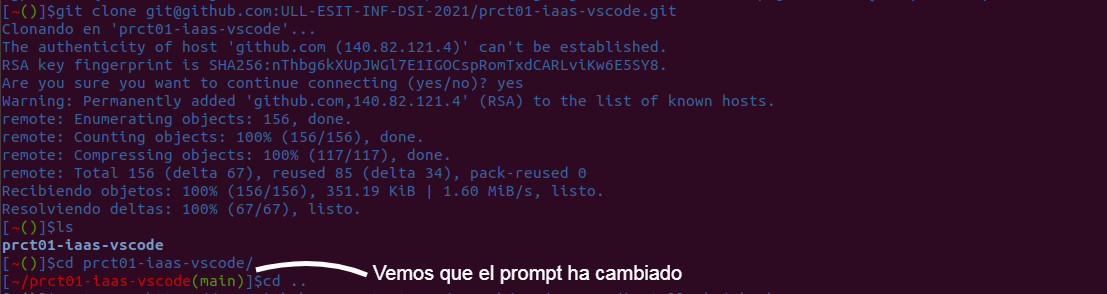 [~()]$git clone git@github.com:ULL-ESIT-INF-DSI-2021/prct01-iaas-vscode.git
Clonando en 'prct01-iaas-vscode'...
The authenticity of host 'github.com (140.82.121.4)' can't be established.
RSA key fingerprint is SHA256:nThbg6kXUpJWGl7E1IGOCspRomTxdCARLviKw6E5SY8.
Are you sure you want to continue connecting (yes/no)? yes
Warning: Permanently added 'github.com,140.82.121.4' (RSA) to the list of known hosts.
remote: Enumerating objects: 156, done.
remote: Counting objects: 100% (156/156), done.
remote: Compressing objects: 100% (117/117), done.
remote: Total 156 (delta 67), reused 85 (delta 34), pack-reused 0
Recibiendo objetos: 100% (156/156), 351.19 KiB | 1.60 MiB/s, listo.
Resolviendo deltas: 100% (67/67), listo.
[~()]$ls
prct01-iaas-vscode
[~()]$cd prct01-iaas-vscode/
Vemos que el prompt ha cambiado
[~/prct01-iaas-vscode(main)]$cd ..